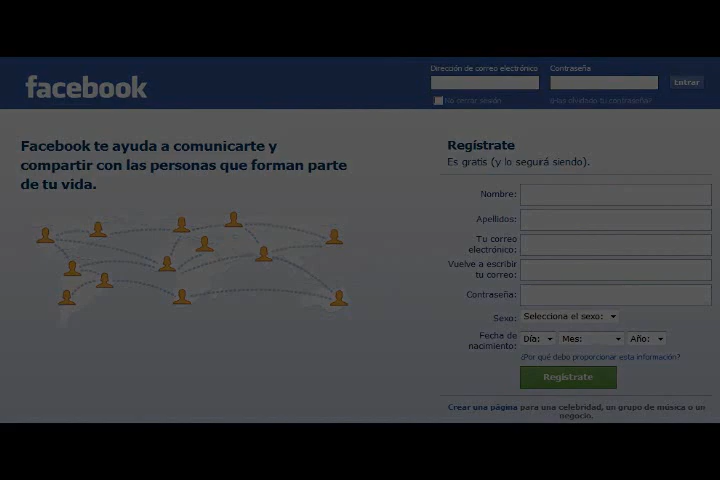 facebook
Dirección de correo electrónico
Contraseña
Entrar
No cerrar sesión
¿Has olvidado tu contraseña?
Facebook te ayuda a comunicarte y
compartir con las personas que forman parte
de tu vida.
Regístrate
Es gratis (y lo seguirá siendo).
Nombre:
Apellidos:
Tu correo
electrónico:
Vuelve a escribir
tu correo:
Contraseña:
Sexo: Selecciona el sexo:
Fecha de
nacimiento:
Día: Mes: Año:
¿Por qué debo proporcionar esta información?
Regístrate
Crear una página para una celebridad, un grupo de música o un
negocio.